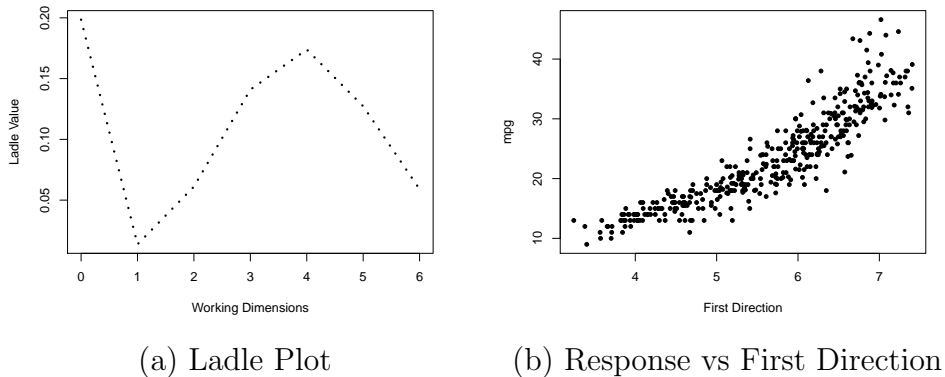 0.20
0.15
0.10
0.05
Ladle Value
0 1 2 3 4 5 6
Working Dimensions
(a) Ladle Plot
40
30
20
10
mpg
4 5 6 7
First Direction
(b) Response vs First Direction